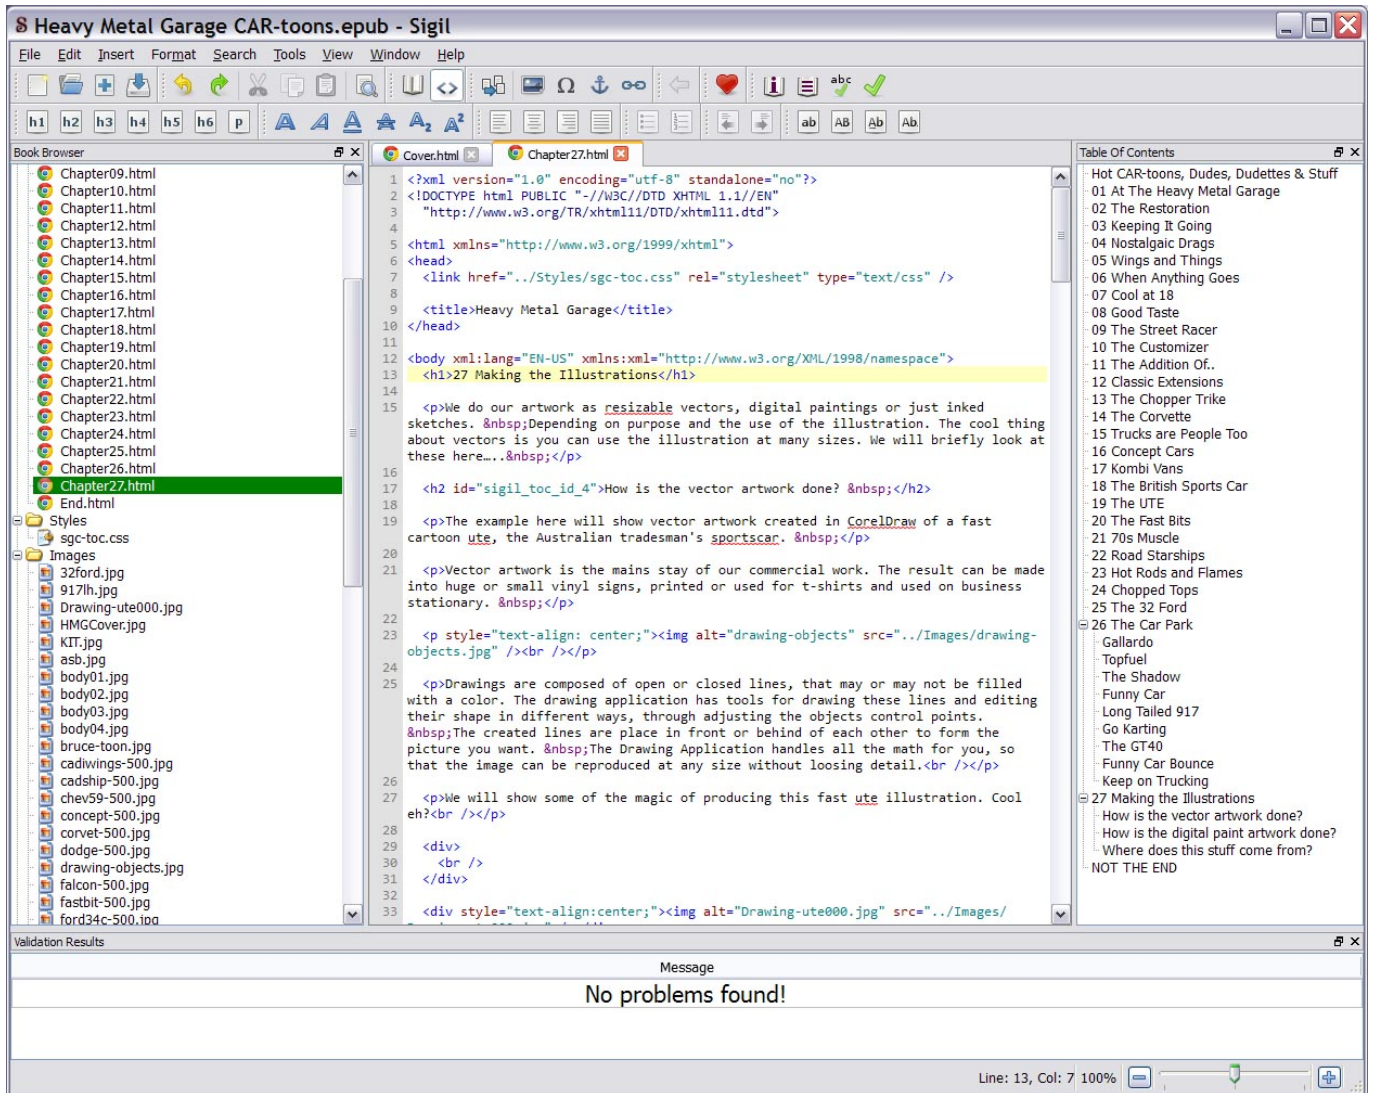 Heavy Metal Garage CAR-toons.epub - Sigil
File Edit Insert Format Search Tools View Window Help
h1 h2 h3 h4 h5 h6 p A A A A A₂ A² ab AB Ab Ab
abc
Book Browser
Chapter09.html
Chapter10.html
Chapter11.html
Chapter12.html
Chapter13.html
Chapter14.html
Chapter15.html
Chapter16.html
Chapter17.html
Chapter18.html
Chapter19.html
Chapter20.html
Chapter21.html
Chapter22.html
Chapter23.html
Chapter24.html
Chapter25.html
Chapter26.html
Chapter27.html
End.html
Styles
sgc-toc.css
Images
32ford.jpg
917lh.jpg
Drawing-ute000.jpg
HMGCover.jpg
KIT.jpg
asb.jpg
body01.jpg
body02.jpg
body03.jpg
body04.jpg
bruce-toon.jpg
cadiwings-500.jpg
cadship-500.jpg
chev59-500.jpg
concept-500.jpg
corvet-500.jpg
dodge-500.jpg
drawing-objects.jpg
falcon-500.jpg
fastbit-500.jpg
ford34c-500.jpg
Cover.html Chapter27.html
1 <?xml version="1.0" encoding="utf-8" standalone="no"?>
2 <!DOCTYPE html PUBLIC "-//W3C//DTD XHTML 1.1//EN"
3 "http://www.w3.org/TR/xhtml11/DTD/xhtml11.dtd">
4
5 <html xmlns="http://www.w3.org/1999/xhtml">
6 <head>
7 <link href="../Styles/sgc-toc.css" rel="stylesheet" type="text/css" />
8
9 <title>Heavy Metal Garage</title>
10 </head>
11
12 <body xml:lang="EN-US" xmlns:xml="http://www.w3.org/XML/1998/namespace">
13 <h1>27 Making the Illustrations</h1>
14
15 <p>We do our artwork as resizable vectors, digital paintings or just inked
sketches. &nbsp;Depending on purpose and the use of the illustration. The cool thing
about vectors is you can use the illustration at many sizes. We will briefly look at
these here…..&nbsp;</p>
16
17 <h2 id="sigil_toc_id_4">How is the vector artwork done? &nbsp;</h2>
18
19 <p>The example here will show vector artwork created in CorelDraw of a fast
cartoon ute, the Australian tradesman's sportscar. &nbsp;</p>
20
21 <p>Vector artwork is the mains stay of our commercial work. The result can be made
into huge or small vinyl signs, printed or used for t-shirts and used on business
stationary. &nbsp;</p>
22
23 <p style="text-align: center;"><img alt="drawing-objects" src="../Images/drawing-
objects.jpg" /><br /></p>
24
25 <p>Drawings are composed of open or closed lines, that may or may not be filled
with a color. The drawing application has tools for drawing these lines and editing
their shape in different ways, through adjusting the objects control points.
&nbsp;The created lines are place in front or behind of each other to form the
picture you want. &nbsp;The Drawing Application handles all the math for you, so
that the image can be reproduced at any size without loosing detail.<br /></p>
26
27 <p>We will show some of the magic of producing this fast ute illustration. Cool
eh?<br /></p>
28
29 <div>
30 <br />
31 </div>
32
33 <div style="text-align:center;"><img alt="Drawing-ute000.jpg" src="../Images/
Table Of Contents
Hot CAR-toons, Dudes, Dudettes & Stuff
01 At The Heavy Metal Garage
02 The Restoration
03 Keeping It Going
04 Nostalgaic Drags
05 Wings and Things
06 When Anything Goes
07 Cool at 18
08 Good Taste
09 The Street Racer
10 The Customizer
11 The Addition Of..
12 Classic Extensions
13 The Chopper Trike
14 The Corvette
15 Trucks are People Too
16 Concept Cars
17 Kombi Vans
18 The British Sports Car
19 The UTE
20 The Fast Bits
21 70s Muscle
22 Road Starships
23 Hot Rods and Flames
24 Chopped Tops
25 The 32 Ford
26 The Car Park
Gallardo
Topfuel
The Shadow
Funny Car
Long Tailed 917
Go Karting
The GT40
Funny Car Bounce
Keep on Trucking
27 Making the Illustrations
How is the vector artwork done?
How is the digital paint artwork done?
Where does this stuff come from?
NOT THE END
Validation Results
Message
No problems found!
Line: 13, Col: 7 100%